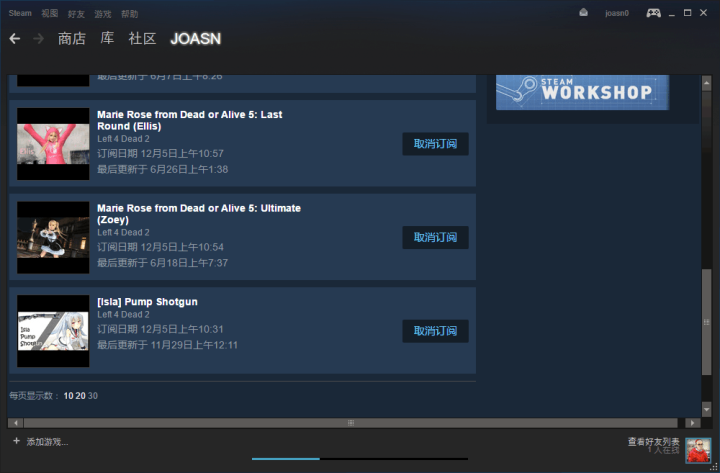 Steam 视图 好友 游戏 帮助 joasn0
商店 库 社区 JOASN
最后更新于 6月7日上午8:26
STEAM
WORKSHOP
Marie Rose from Dead or Alive 5: Last
Round (Ellis)
Left 4 Dead 2
订阅日期 12月5日上午10:57
最后更新于 6月26日上午1:38
取消订阅
Marie Rose from Dead or Alive 5: Ultimate
(Zoey)
Left 4 Dead 2
订阅日期 12月5日上午10:54
最后更新于 6月18日上午7:37
取消订阅
Isla
Pump
Shotgun
[Isla] Pump Shotgun
Left 4 Dead 2
订阅日期 12月5日上午10:31
最后更新于 11月29日上午12:11
取消订阅
每页显示数: 10 20 30
+ 添加游戏...
查看好友列表
1 人在线